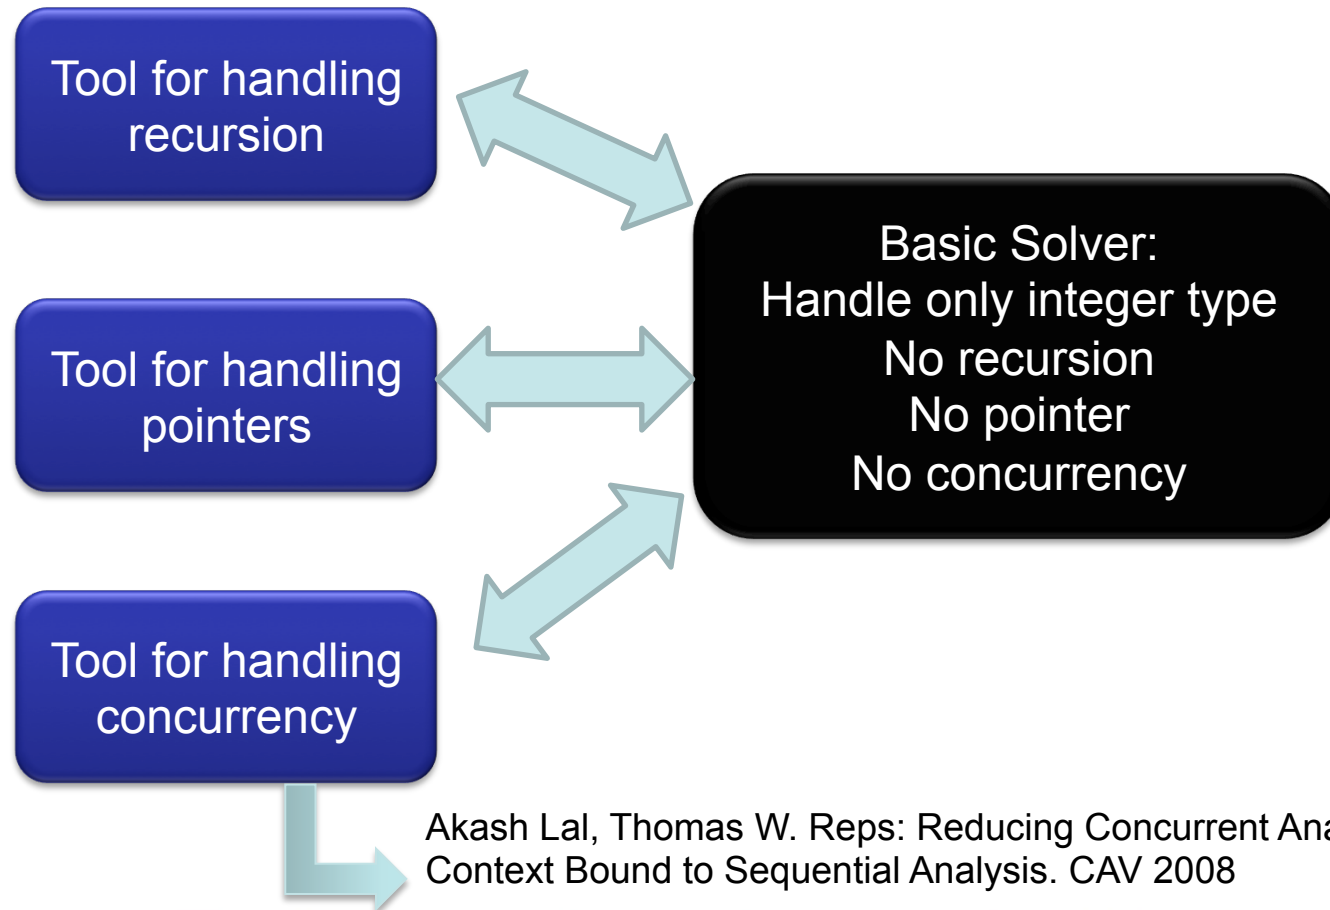 Tool for handling
recursion
Basic Solver:
Handle only integer type
No recursion
No pointer
No concurrency
Tool for handling
pointers
Tool for handling
concurrency
Akash Lal, Thomas W. Reps: Reducing Concurrent
Context Bound to Sequential Analysis. CAV 2008